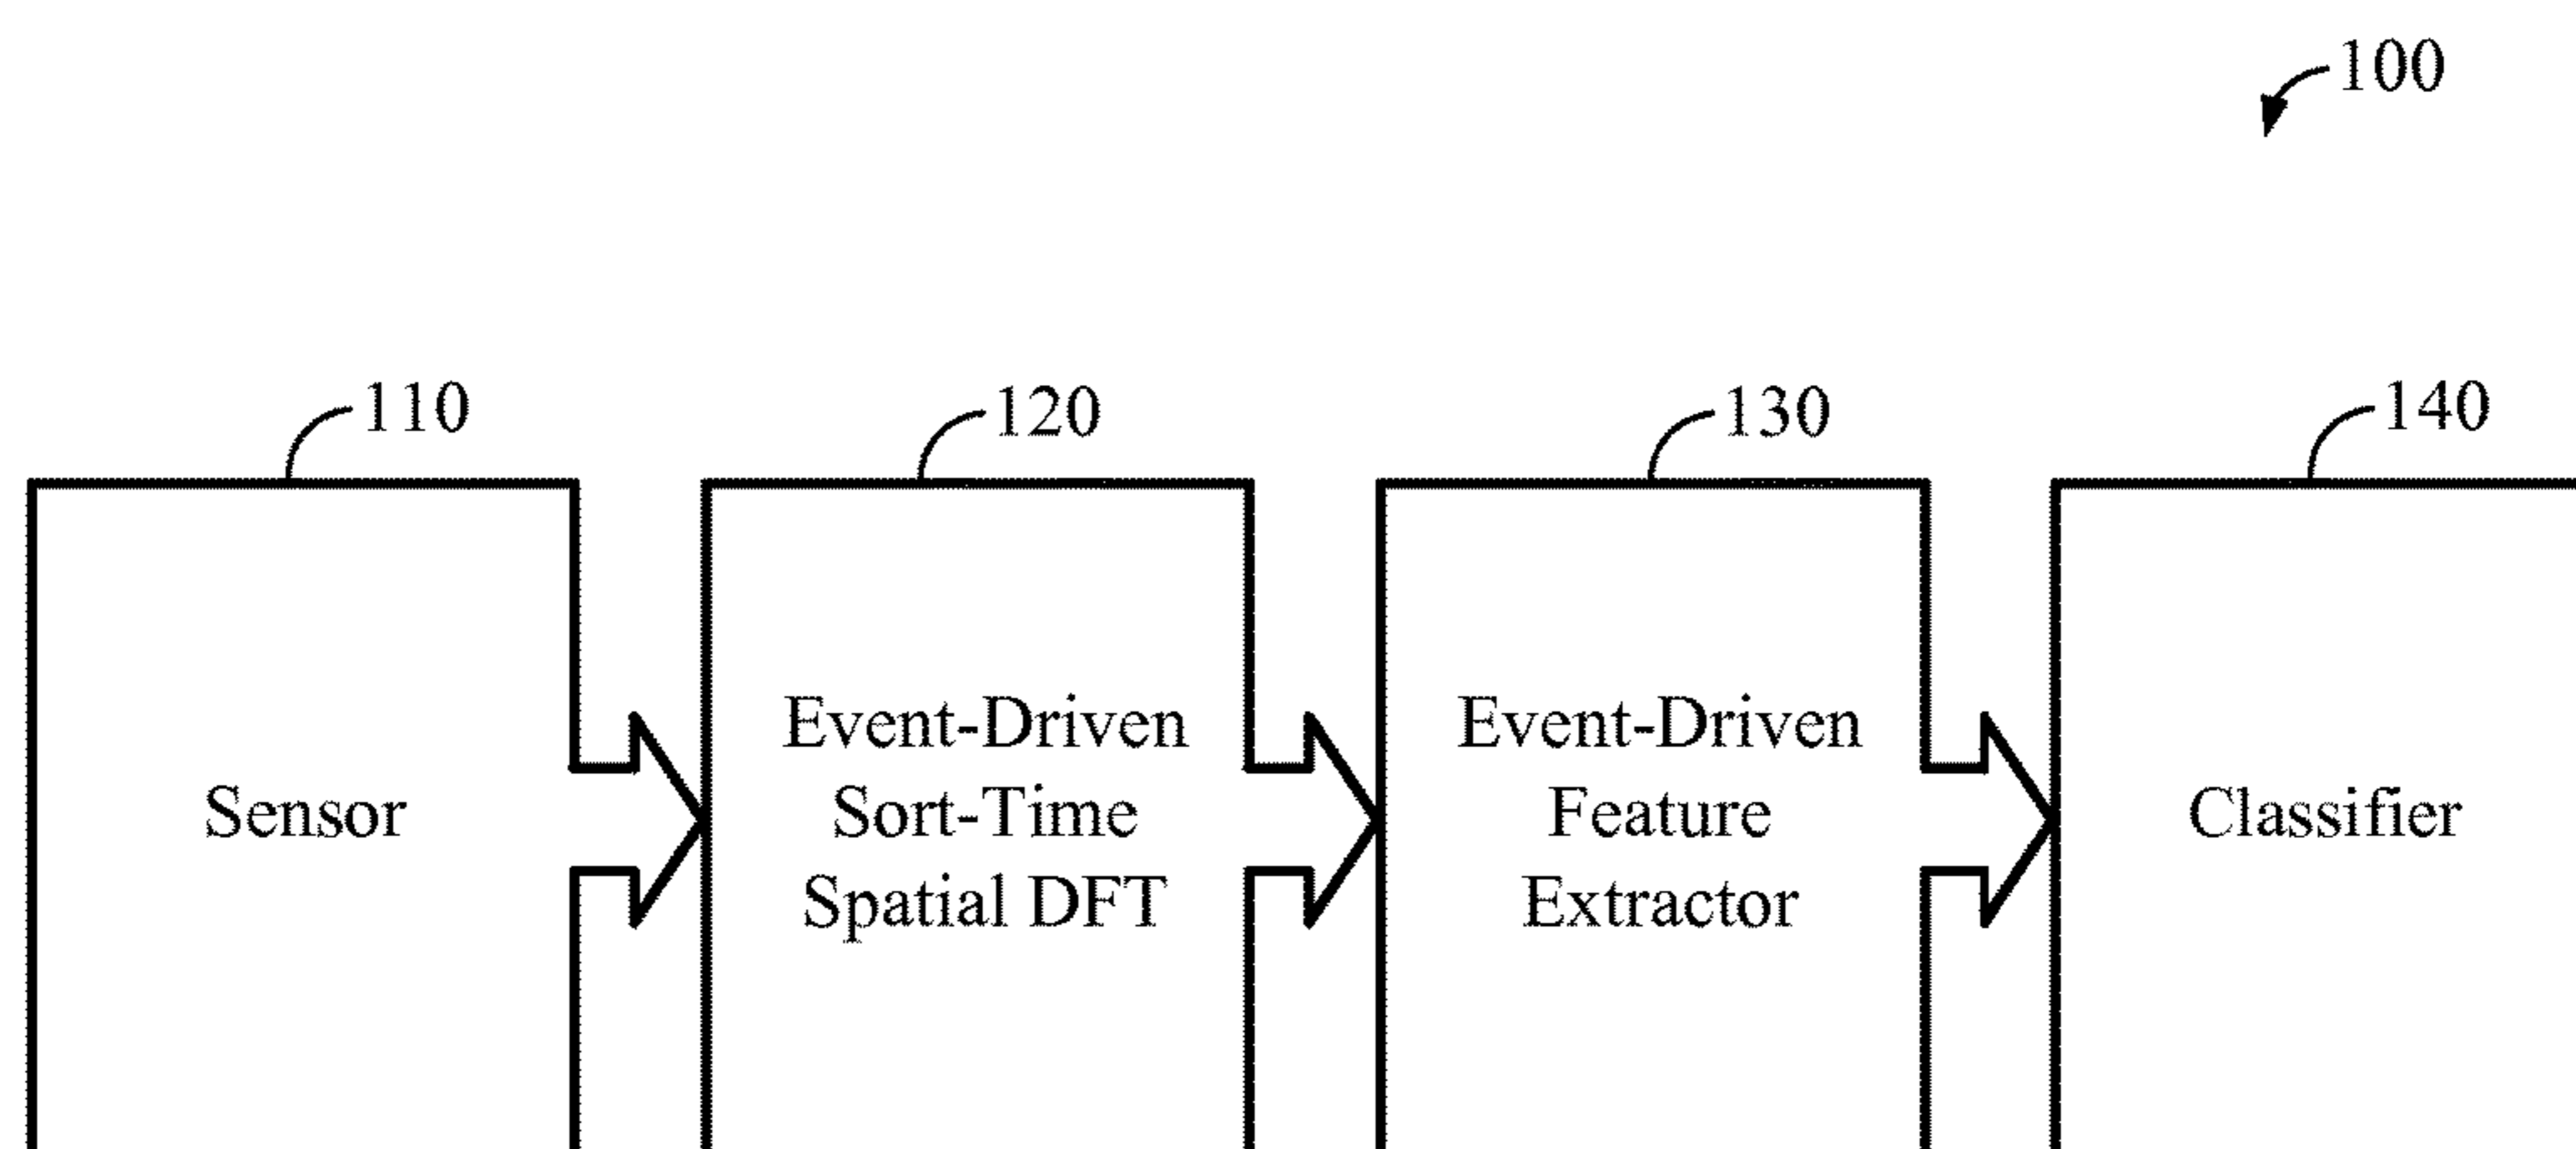 100
110
120
130
140
Sensor
Event-Driven
Sort-Time
Spatial DFT
Event-Driven
Feature
Extractor
Classifier